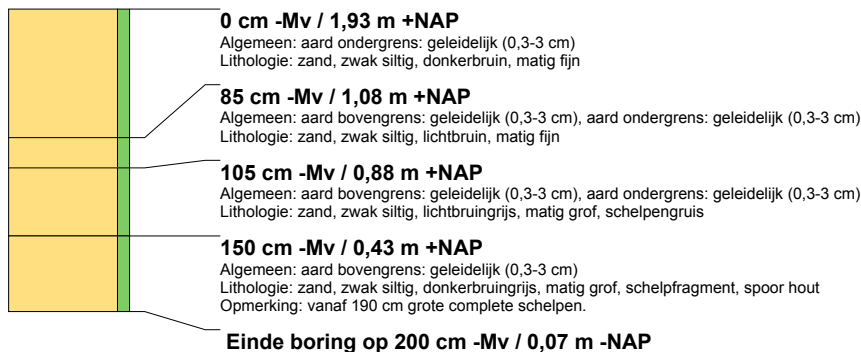 0 cm -Mv / 1,93 m +NAP
Algemeen: aard ondergrens: geleidelijk (0,3-3 cm)
Lithologie: zand, zwak siltig, donkerbruin, matig fijn
85 cm -Mv / 1,08 m +NAP
Algemeen: aard bovengrens: geleidelijk (0,3-3 cm), aard ondergrens: geleidelijk (0,3-3 cm)
Lithologie: zand, zwak siltig, lichtbruin, matig fijn
105 cm -Mv / 0,88 m +NAP
Algemeen: aard bovengrens: geleidelijk (0,3-3 cm), aard ondergrens: geleidelijk (0,3-3 cm)
Lithologie: zand, zwak siltig, lichtbruingrijs, matig grof, schelpengruis
150 cm -Mv / 0,43 m +NAP
Algemeen: aard bovengrens: geleidelijk (0,3-3 cm)
Lithologie: zand, zwak siltig, donkerbruingrijs, matig grof, schelpfragment, spoor hout
Opmerking: vanaf 190 cm grote complete schelpen.
Einde boring op 200 cm -Mv / 0,07 m -NAP